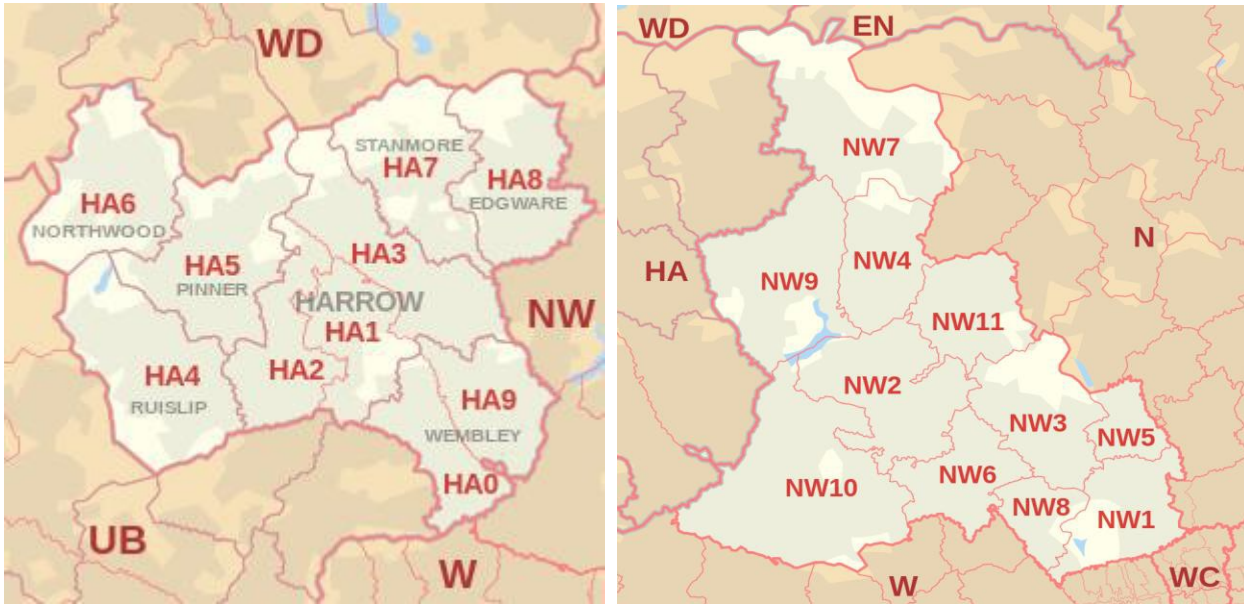 WD
STANMORE
HA7
HA8
EDGWARE
HA6
NORTHWOOD
HA3
HA5
PINNER
HARROW
HA1
NW
HA4
RUISLIP
HA2
HA9
WEMBLEY
HA0
UB
W
WD
EN
NW7
N
HA
NW9
NW4
NW11
NW2
NW3
NW5
NW10
NW6
NW8
NW1
W
WC